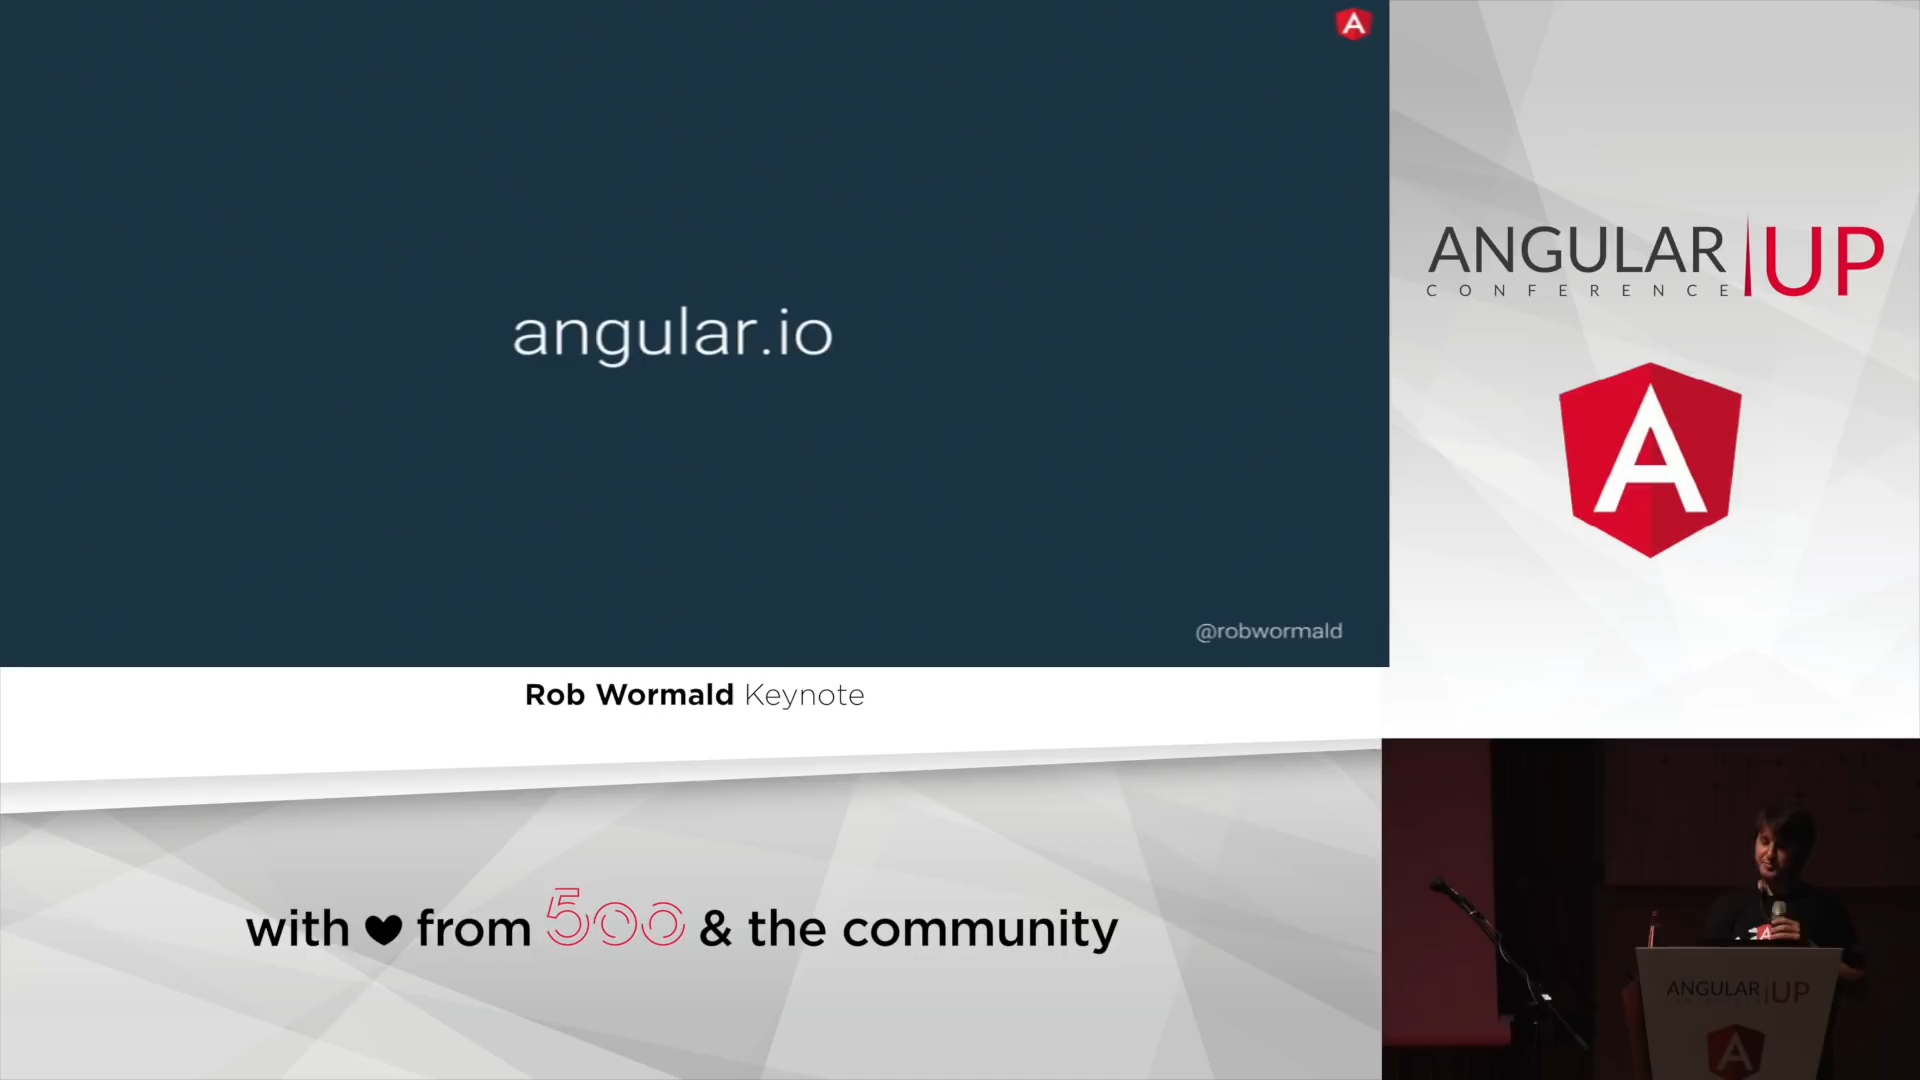 angular.io
@robwormald
Rob Wormald Keynote
with ♥ from 500 & the community
ANGULAR UP
CONFERENCE
ANGULAR UP